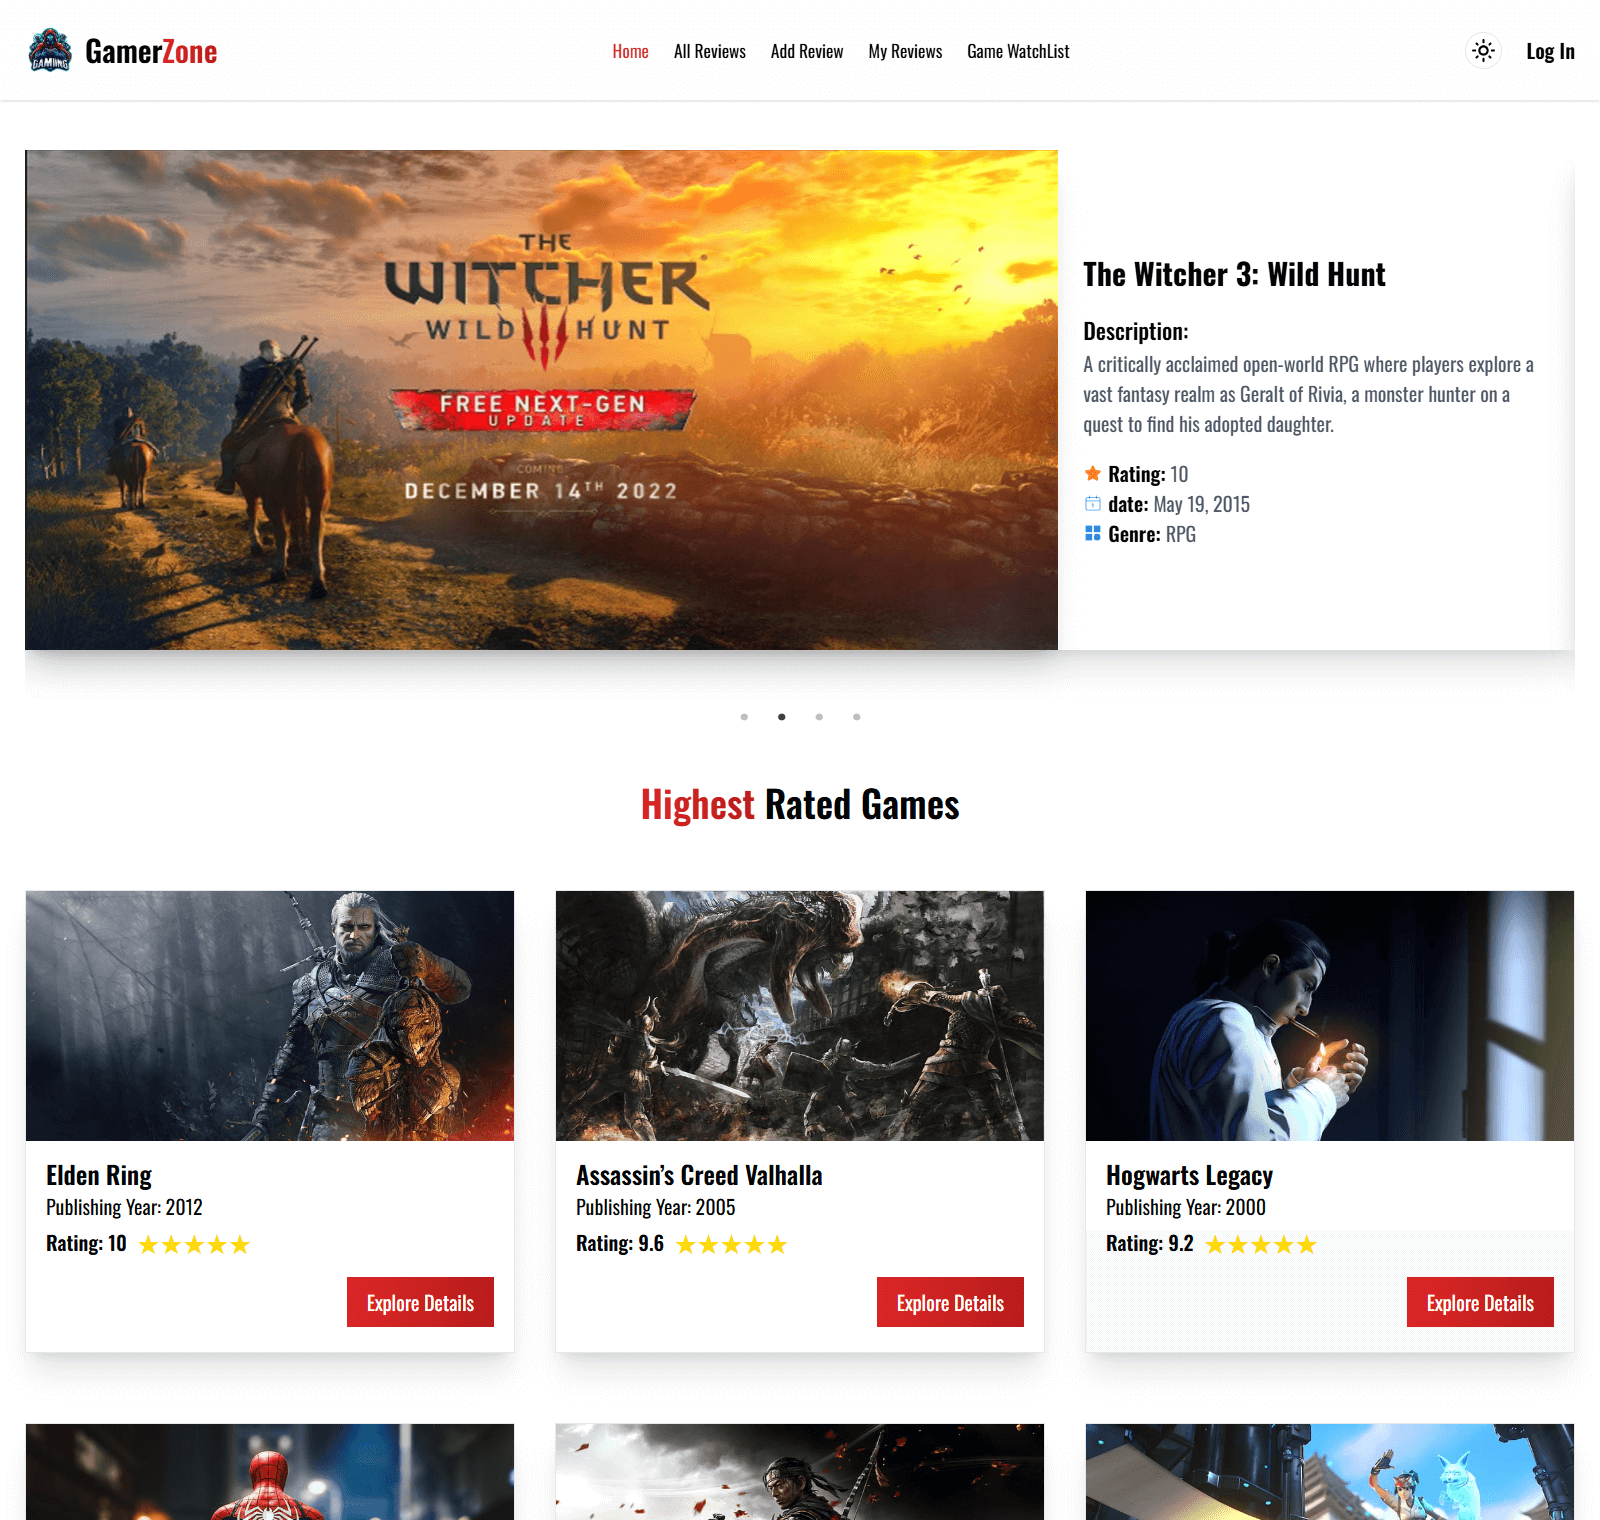 GAMING
GamerZone
Home
All Reviews
Add Review
My Reviews
Game WatchList
Log In
THE
WITCHER
WILD HUNT
FREE NEXT-GEN
UPDATE
COMING
DECEMBER 14TH 2022
The Witcher 3: Wild Hunt
Description:
A critically acclaimed open-world RPG where players explore a
vast fantasy realm as Geralt of Rivia, a monster hunter on a
quest to find his adopted daughter.
Rating: 10
date: May 19, 2015
Genre: RPG
Highest Rated Games
Elden Ring
Publishing Year: 2012
Rating: 10
Explore Details
Assassin’s Creed Valhalla
Publishing Year: 2005
Rating: 9.6
Explore Details
Hogwarts Legacy
Publishing Year: 2000
Rating: 9.2
Explore Details